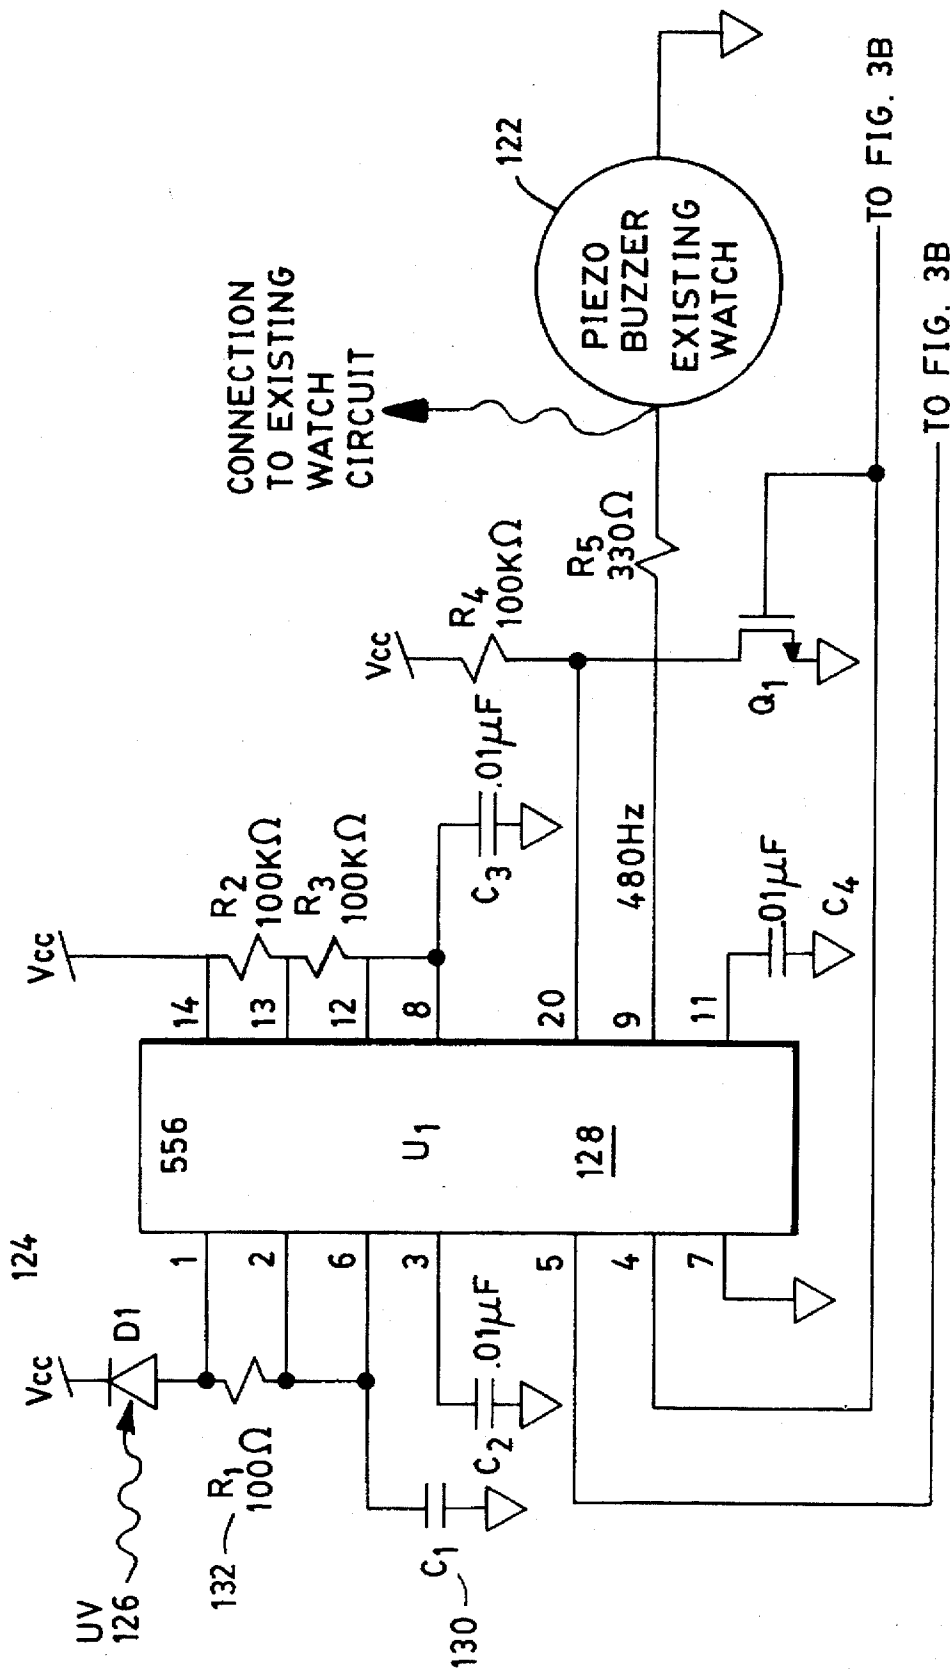 124
Vcc
D1
UV
126
132
R1
100Ω
C1
130
C2
.01μF
1
2
6
3
5
4
7
556
U1
128
14
13
12
8
20
9
11
Vcc
R2
100KΩ
R3
100KΩ
C3
.01μF
480Hz
.01μF
C4
Vcc
R4
100KΩ
R5
330Ω
Q1
CONNECTION
TO EXISTING
WATCH
CIRCUIT
122
PIEZO
BUZZER
EXISTING
WATCH
TO FIG. 3B
TO FIG. 3B